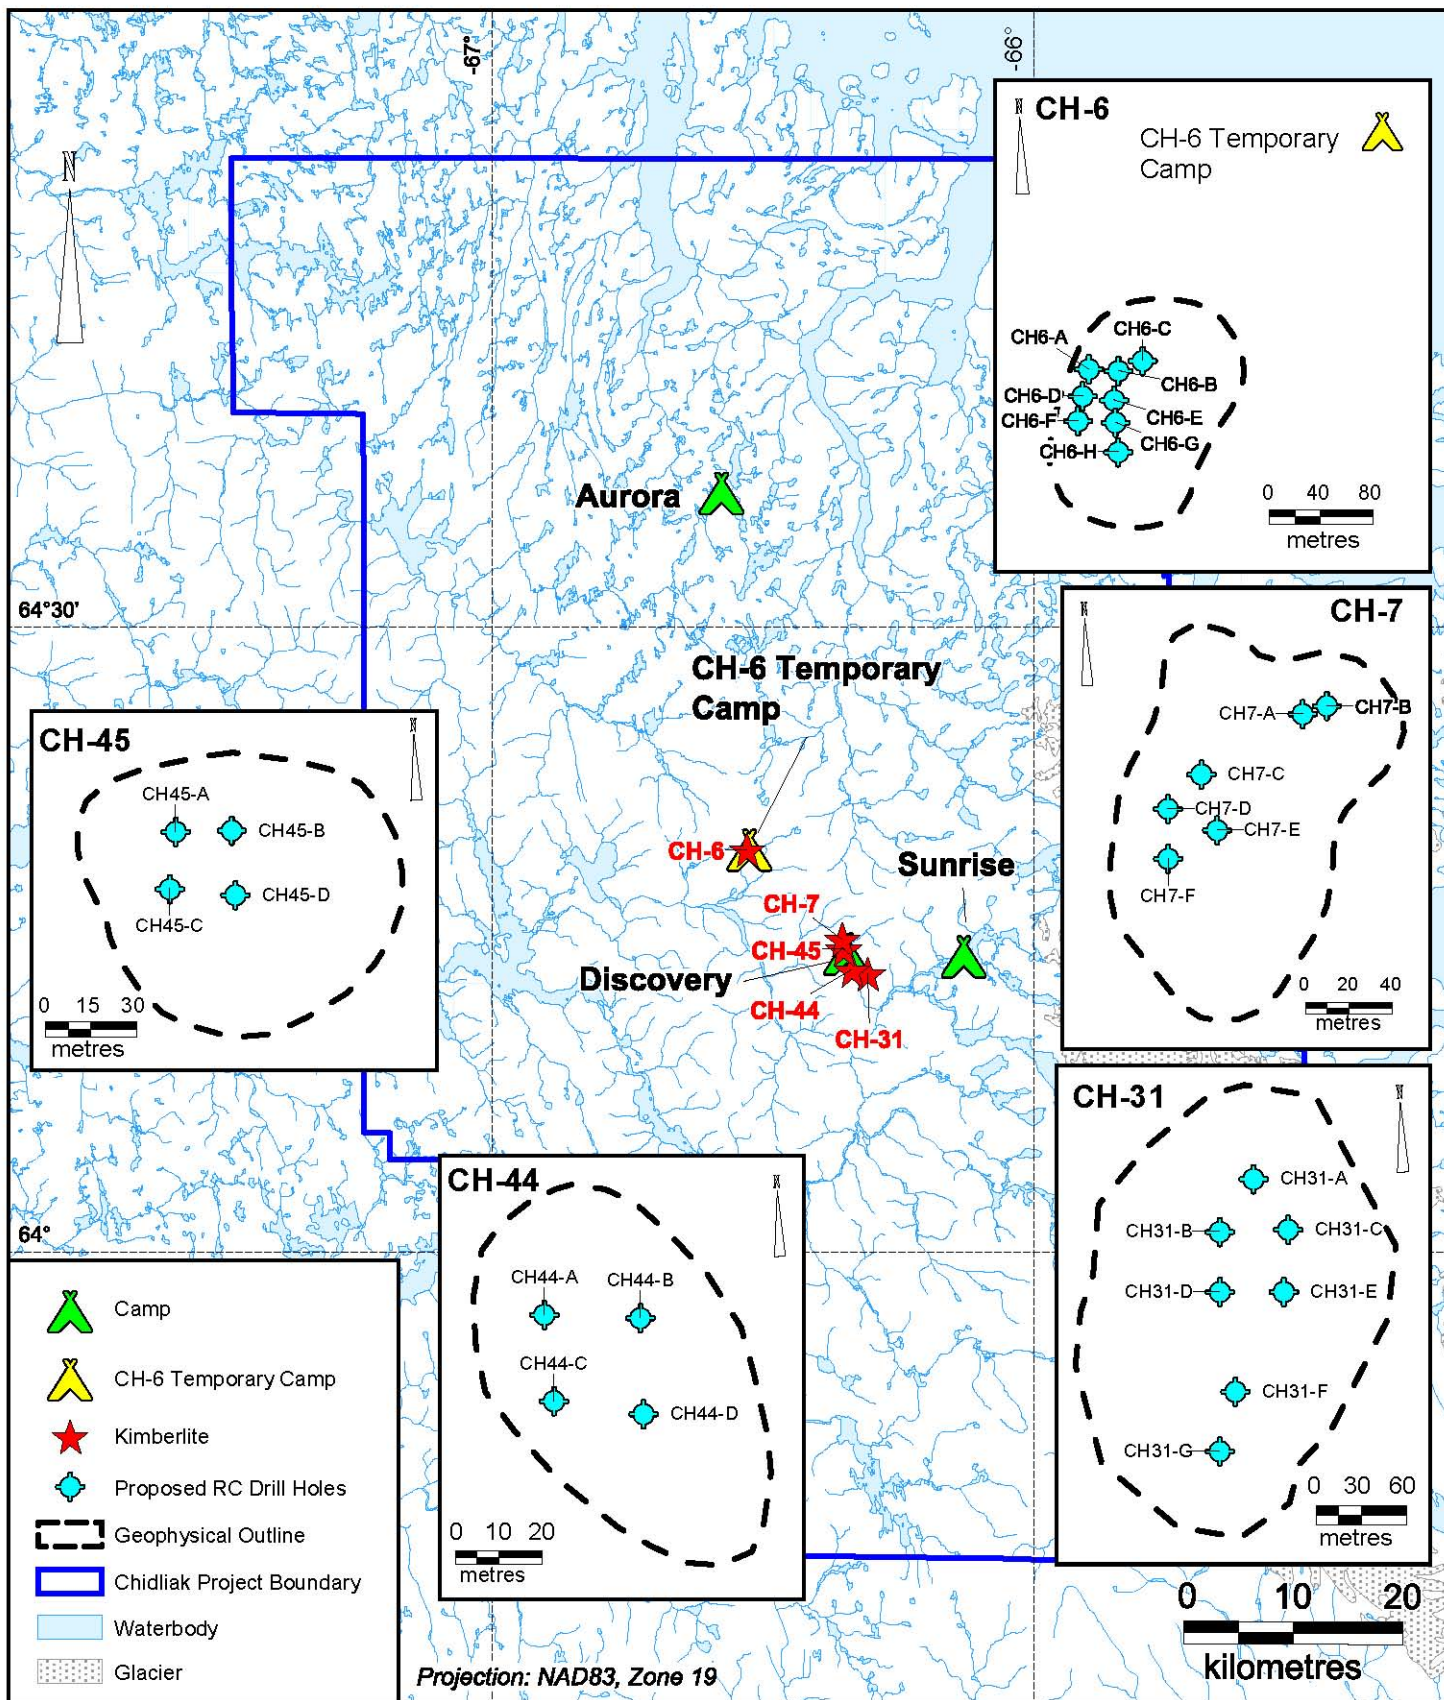 -67°
-66°
N
64°30'
64°
Aurora
CH-6 Temporary
Camp
CH-6
Sunrise
CH-7
CH-45
Discovery
CH-44
CH-31
CH-6
N
CH-6 Temporary
Camp
CH6-A
CH6-C
CH6-B
CH6-D
CH6-E
CH6-F
CH6-G
CH6-H
0 40 80
metres
CH-7
N
CH7-A
CH7-B
CH7-C
CH7-D
CH7-E
CH7-F
0 20 40
metres
CH-45
N
CH45-A
CH45-B
CH45-C
CH45-D
0 15 30
metres
CH-31
N
CH31-A
CH31-B
CH31-C
CH31-D
CH31-E
CH31-F
CH31-G
0 30 60
metres
CH-44
N
CH44-A
CH44-B
CH44-C
CH44-D
0 10 20
metres
Camp
CH-6 Temporary Camp
Kimberlite
Proposed RC Drill Holes
Geophysical Outline
Chidliak Project Boundary
Waterbody
Glacier
Projection: NAD83, Zone 19
0 10 20
kilometres